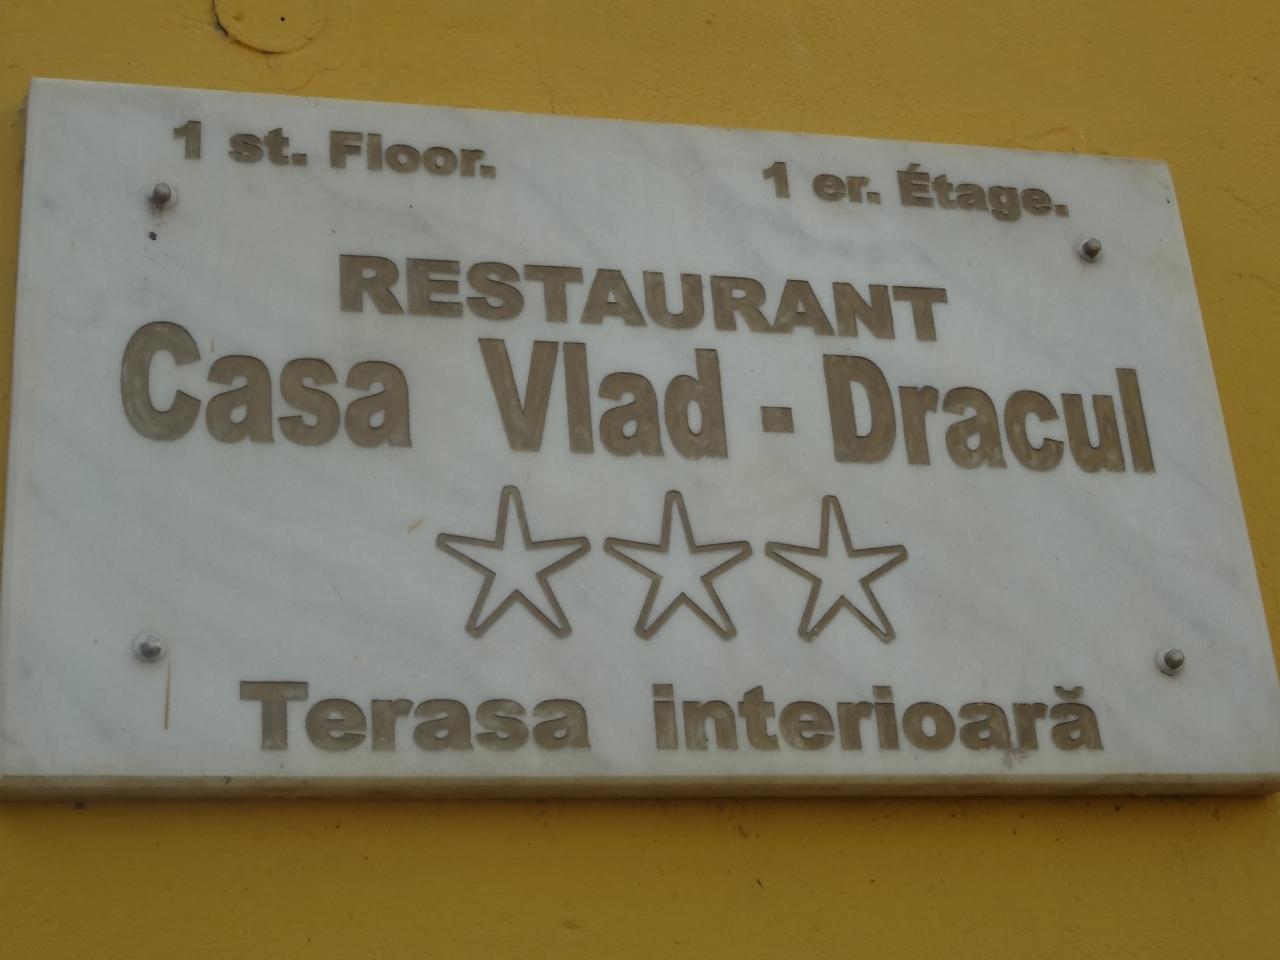 1 st. Floor. 1 er. Étage.
RESTAURANT
Casa Vlad - Dracul
Terasa interioară